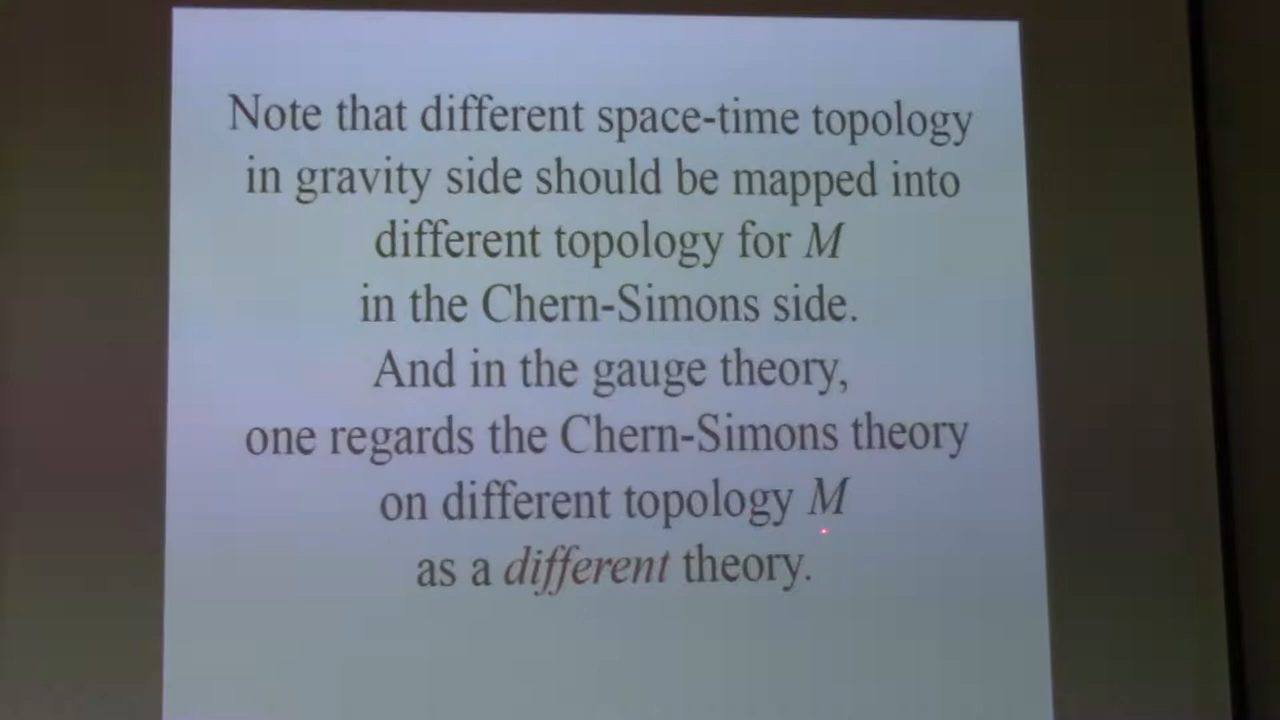 Note that different space-time topology
in gravity side should be mapped into
different topology for M
in the Chern-Simons side.
And in the gauge theory,
one regards the Chern-Simons theory
on different topology M
as a different theory.